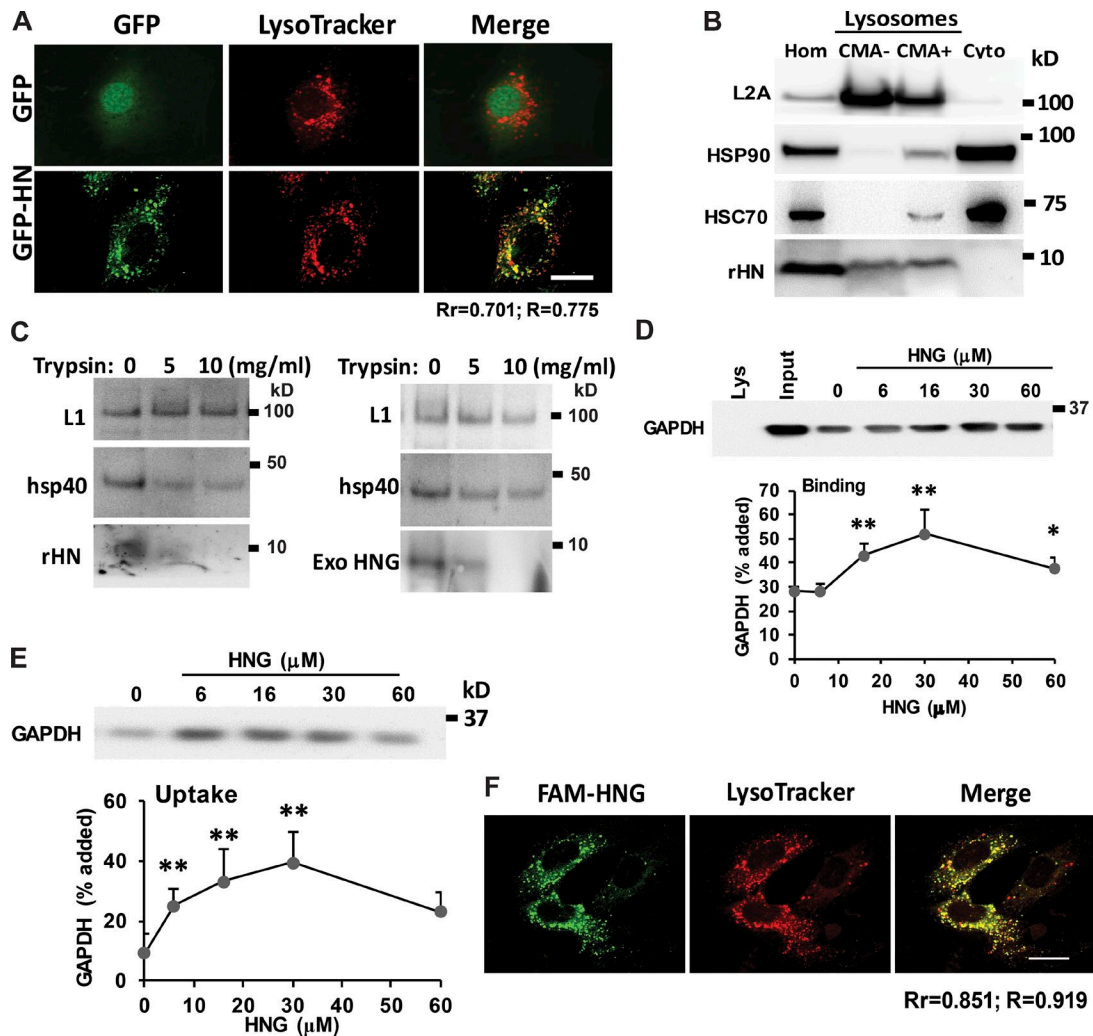 A
GFP LysoTracker Merge
GFP
GFP-HN
Rr=0.701; R=0.775
B
Lysosomes
Hom CMA- CMA+ Cyto kD
L2A 100
HSP90 100
HSC70 75
rHN 10
C
Trypsin: 0 5 10 (mg/ml)
kD
L1 100
hsp40 50
rHN 10
Trypsin: 0 5 10 (mg/ml)
kD
L1 100
hsp40 50
Exo HNG 10
D
HNG (μM)
Lys Input 0 6 16 30 60
37
GAPDH
Binding
GAPDH (% added)
70
60
50
40
30
20
10
0
** ** *
0 10 20 30 40 50 60
HNG (μM)
E
HNG (μM)
0 6 16 30 60 kD
37
GAPDH
Uptake
GAPDH (% added)
60
40
20
0
** ** **
0 10 20 30 40 50 60
HNG (μM)
F
FAM-HNG LysoTracker Merge
Rr=0.851; R=0.919